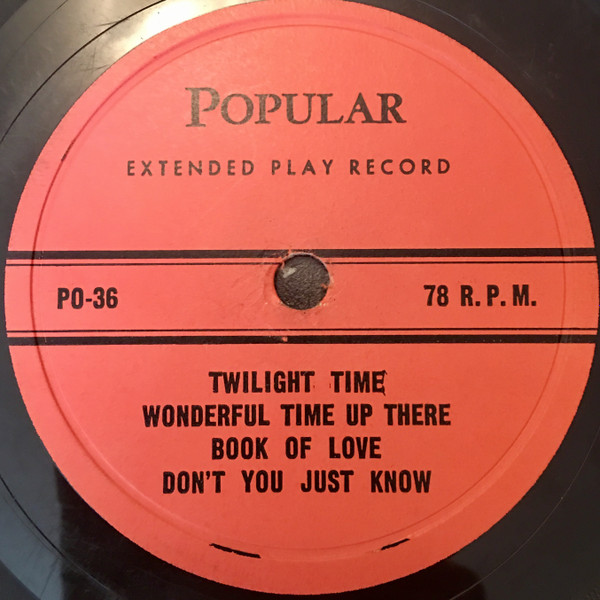 POPULAR
EXTENDED PLAY RECORD
PO-36 78 R.P.M.
TWILIGHT TIME
WONDERFUL TIME UP THERE
BOOK OF LOVE
DON'T YOU JUST KNOW